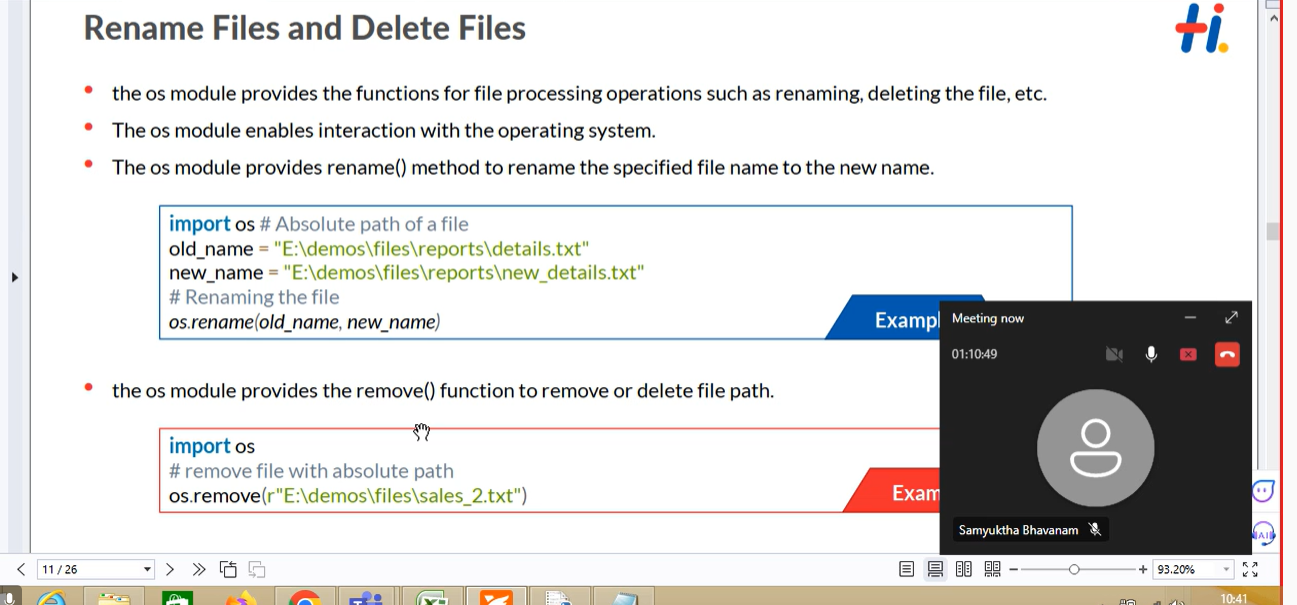 Rename Files and Delete Files
Hi.
• the os module provides the functions for file processing operations such as renaming, deleting the file, etc.
• The os module enables interaction with the operating system.
• The os module provides rename() method to rename the specified file name to the new name.
import os # Absolute path of a file
old_name = "E:\demos\files\reports\details.txt"
new_name = "E:\demos\files\reports\new_details.txt"
# Renaming the file
os.rename(old_name, new_name)
Exampl
Meeting now
01:10:49
• the os module provides the remove() function to remove or delete file path.
import os
# remove file with absolute path
os.remove(r"E:\demos\files\sales_2.txt")
Exam
Samyuktha Bhavanam
AI
11 / 26
93.20%
10:41